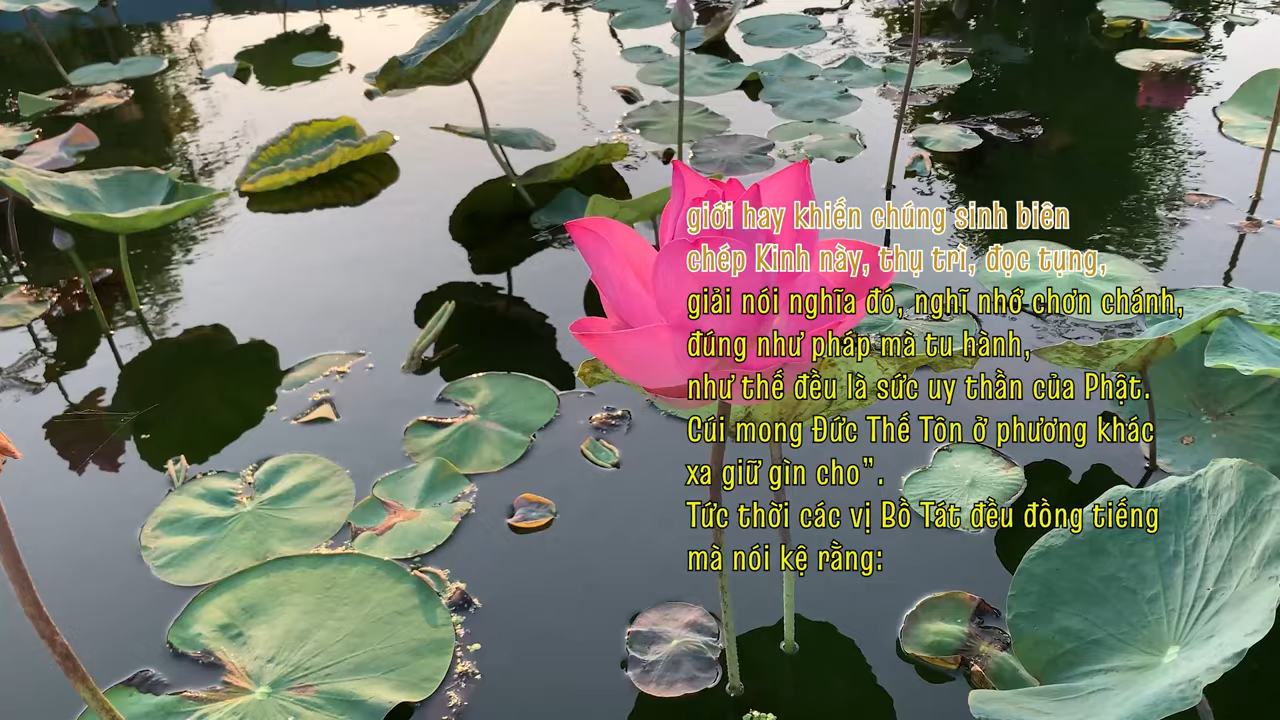 giới hay khiến chúng sinh biên
chép Kinh này, thụ trì, đọc tụng,
giải nói nghĩa đó, nghĩ nhớ chơn chánh,
đúng như pháp mà tu hành,
như thế đều là sức uy thần của Phật.
Cúi mong Đức Thế Tôn ở phương khác
xa giữ gìn cho”.
Tức thời các vị Bồ Tát đều đồng tiếng
mà nói kệ rằng: